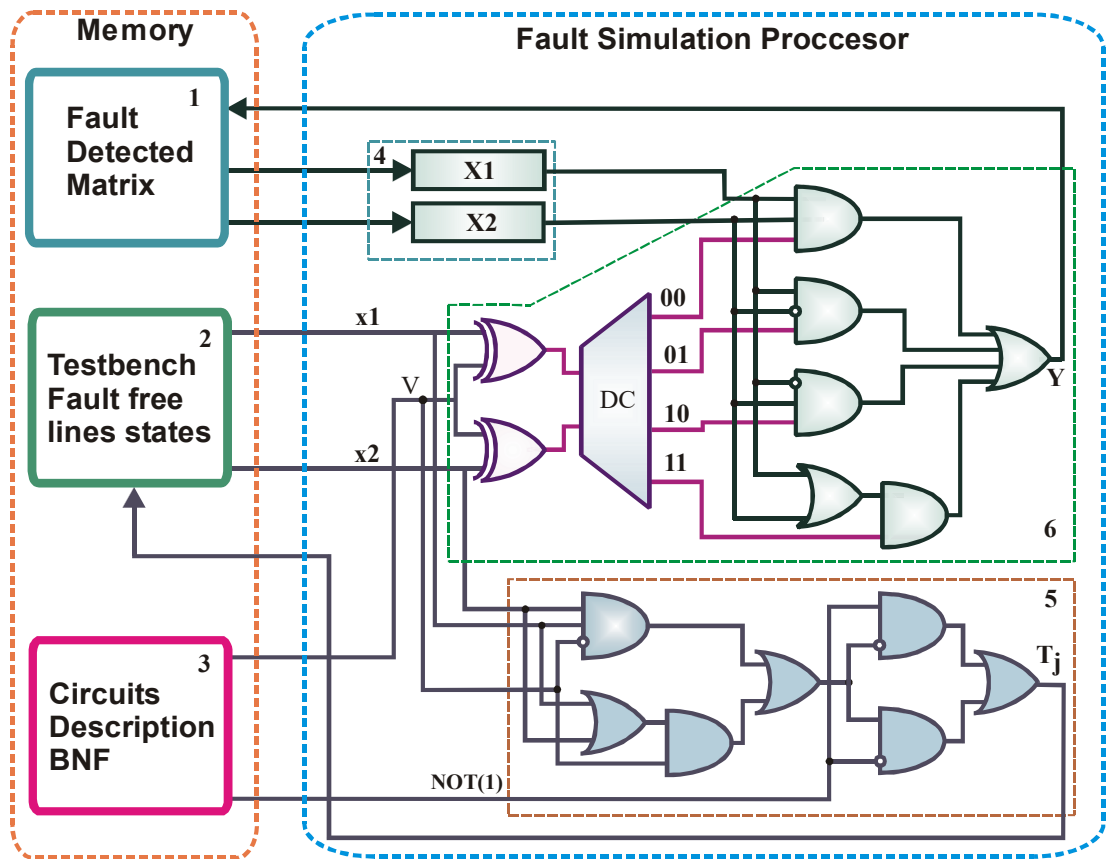 Memory
Fault Simulation Proccesor
1
Fault
Detected
Matrix
4
X1
X2
2
Testbench
Fault free
lines states
x1
V
x2
DC
00
01
10
11
Y
6
3
Circuits
Description
BNF
NOT(1)
5
Tj